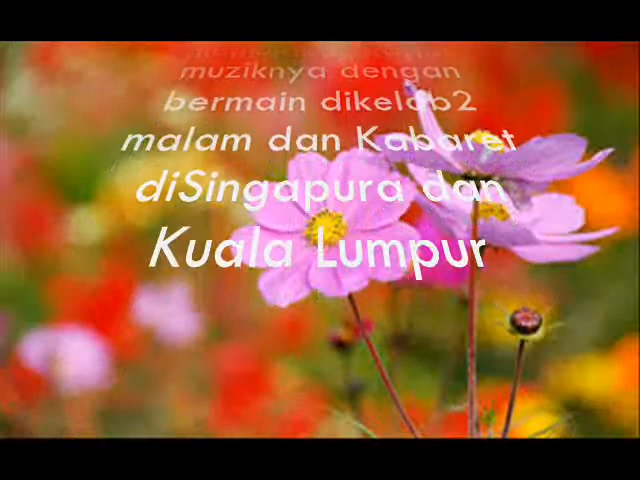 muziknya dengan
bermain dikelab2
malam dan Kabaret
diSingapura dan
Kuala Lumpur